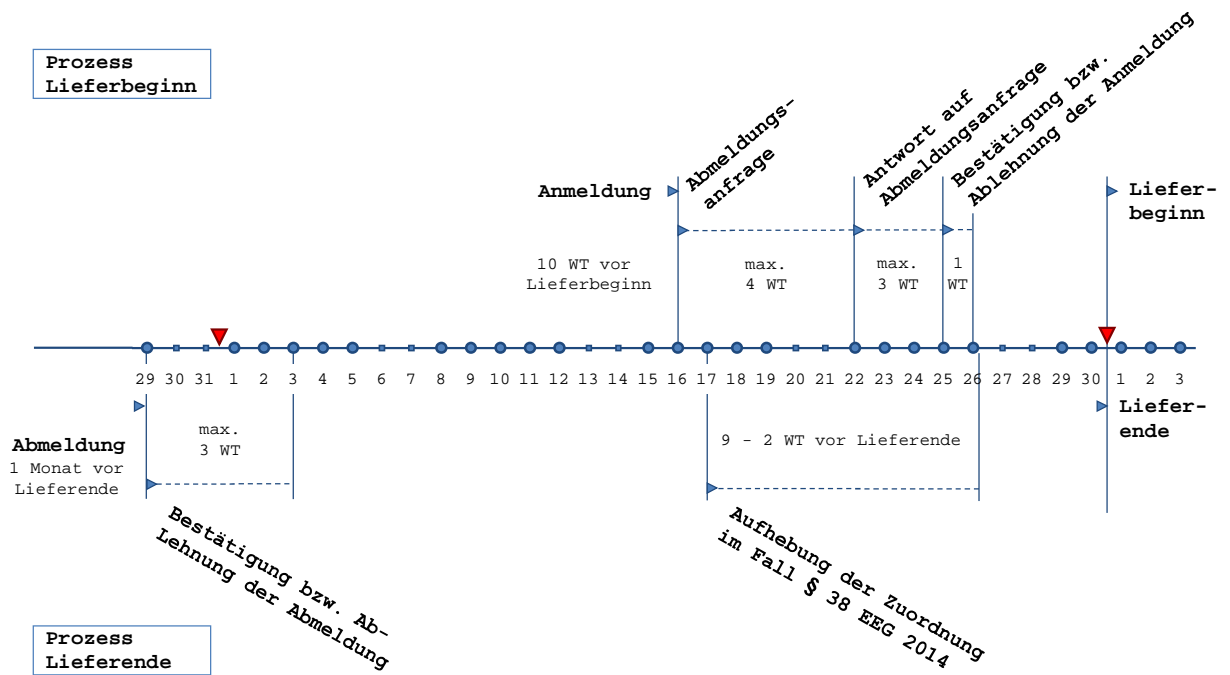 Prozess
Lieferbeginn
Abmeldungs-
anfrage
Antwort auf
Abmeldungsanfrage
Bestätigung bzw.
Ablehnung der Anmeldung
Anmeldung
Liefer-
beginn
10 WT vor
Lieferbeginn
max.
4 WT
max.
3 WT
1
WT
29 30 31 1 2 3 4 5 6 7 8 9 10 11 12 13 14 15 16 17 18 19 20 21 22 23 24 25 26 27 28 29 30 1 2 3
Abmeldung
1 Monat vor
Lieferende
max.
3 WT
9 - 2 WT vor Lieferende
Liefer-
ende
Bestätigung bzw. Ab-
Lehnung der Abmeldung
Aufhebung der Zuordnung
im Fall § 38 EEG 2014
Prozess
Lieferende